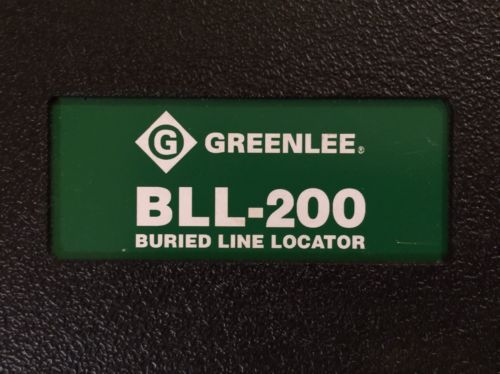 G GREENLEE®
BLL-200
BURIED LINE LOCATOR